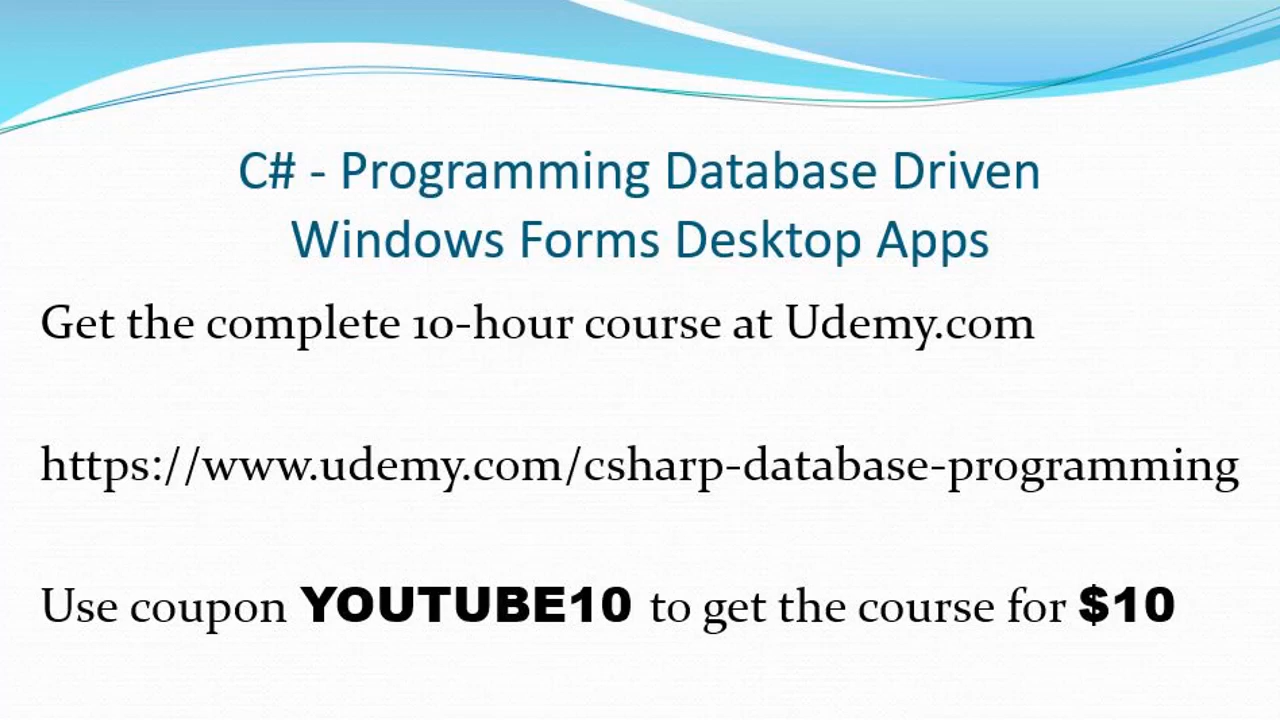 C# - Programming Database Driven
Windows Forms Desktop Apps
Get the complete 10-hour course at Udemy.com
https://www.udemy.com/csharp-database-programming
Use coupon YOUTUBE10 to get the course for $10